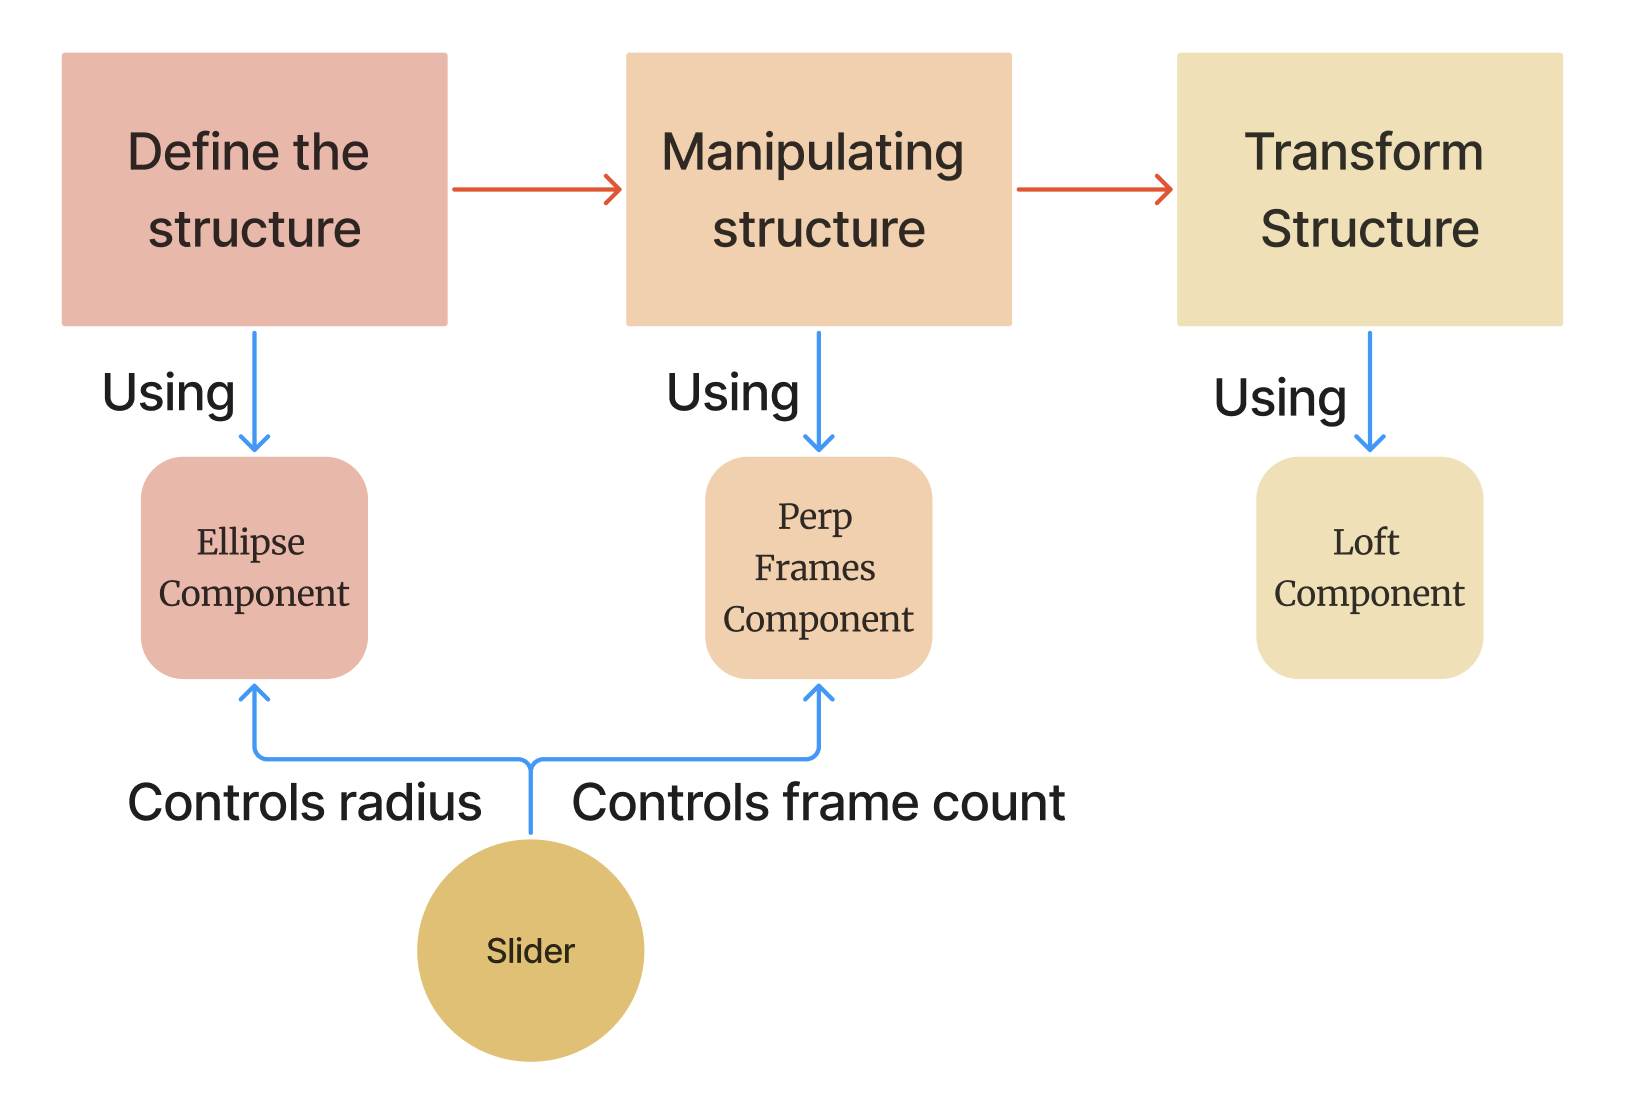 Define the
structure
Manipulating
structure
Transform
Structure
Using
Using
Using
Ellipse
Component
Perp
Frames
Component
Loft
Component
Controls radius
Controls frame count
Slider